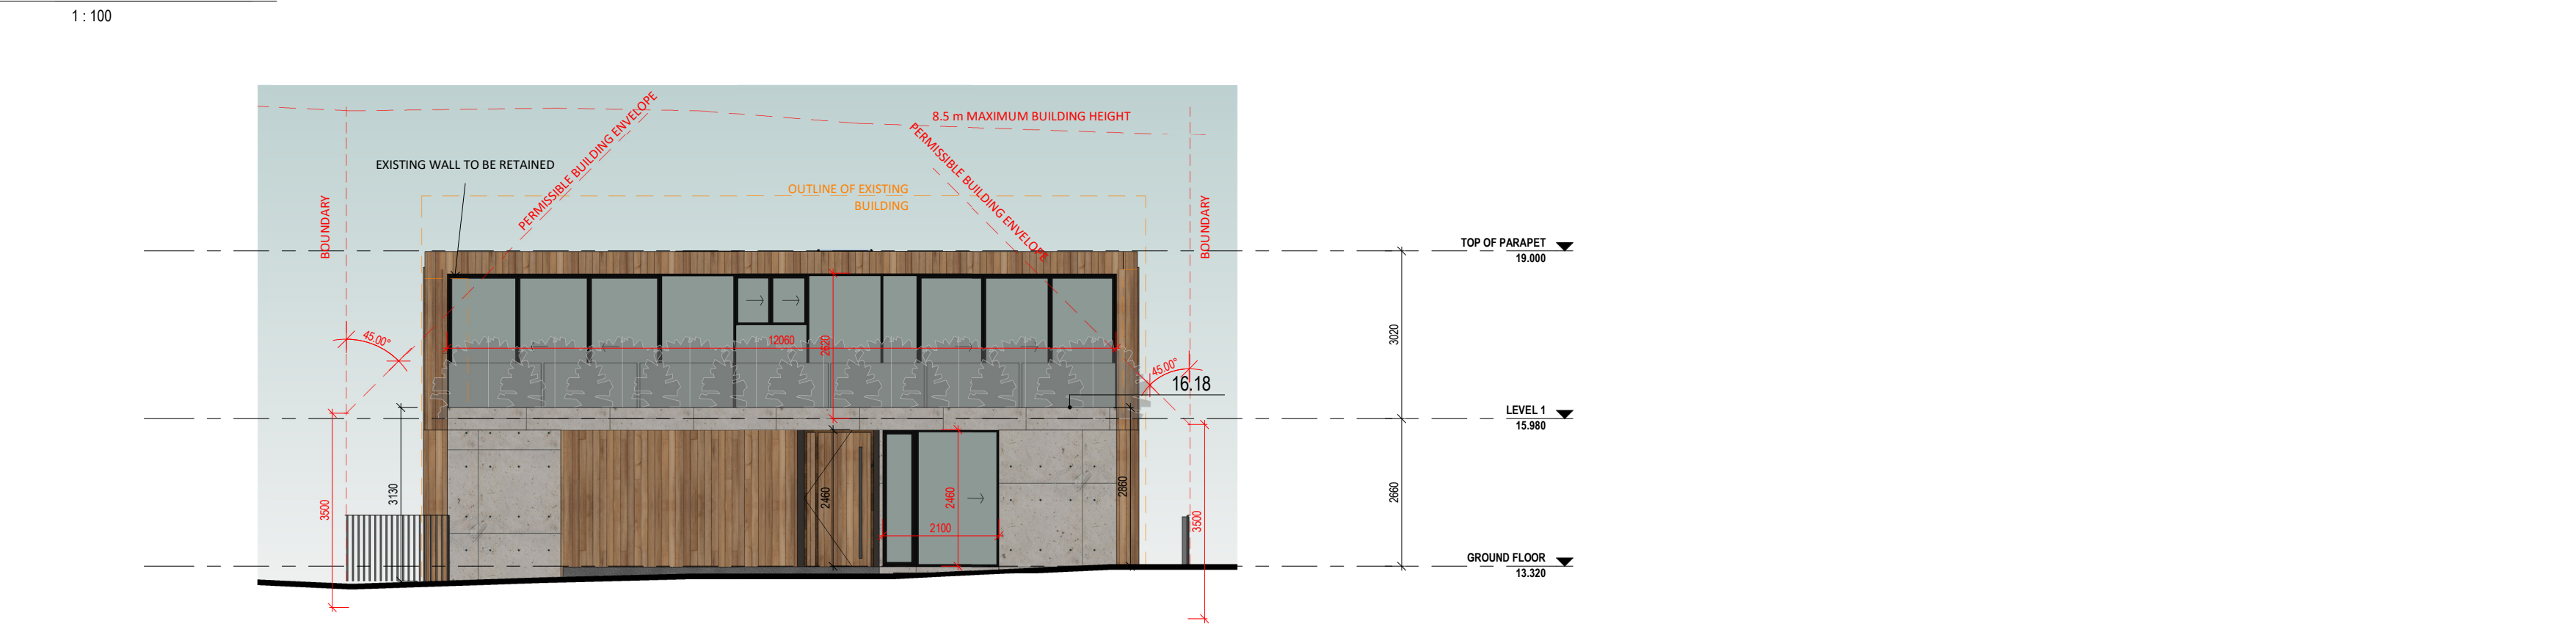 1 : 100
PERMISSIBLE BUILDING ENVELOPE
8.5 m MAXIMUM BUILDING HEIGHT
PERMISSIBLE BUILDING ENVELOPE
EXISTING WALL TO BE RETAINED
OUTLINE OF EXISTING
BUILDING
BOUNDARY
BOUNDARY
TOP OF PARAPET
19.000
45.00°
12060
2620
3020
45.00°
16.18
LEVEL 1
15.980
3500
3130
2460
2460
2100
2860
3500
2660
GROUND FLOOR
13.320